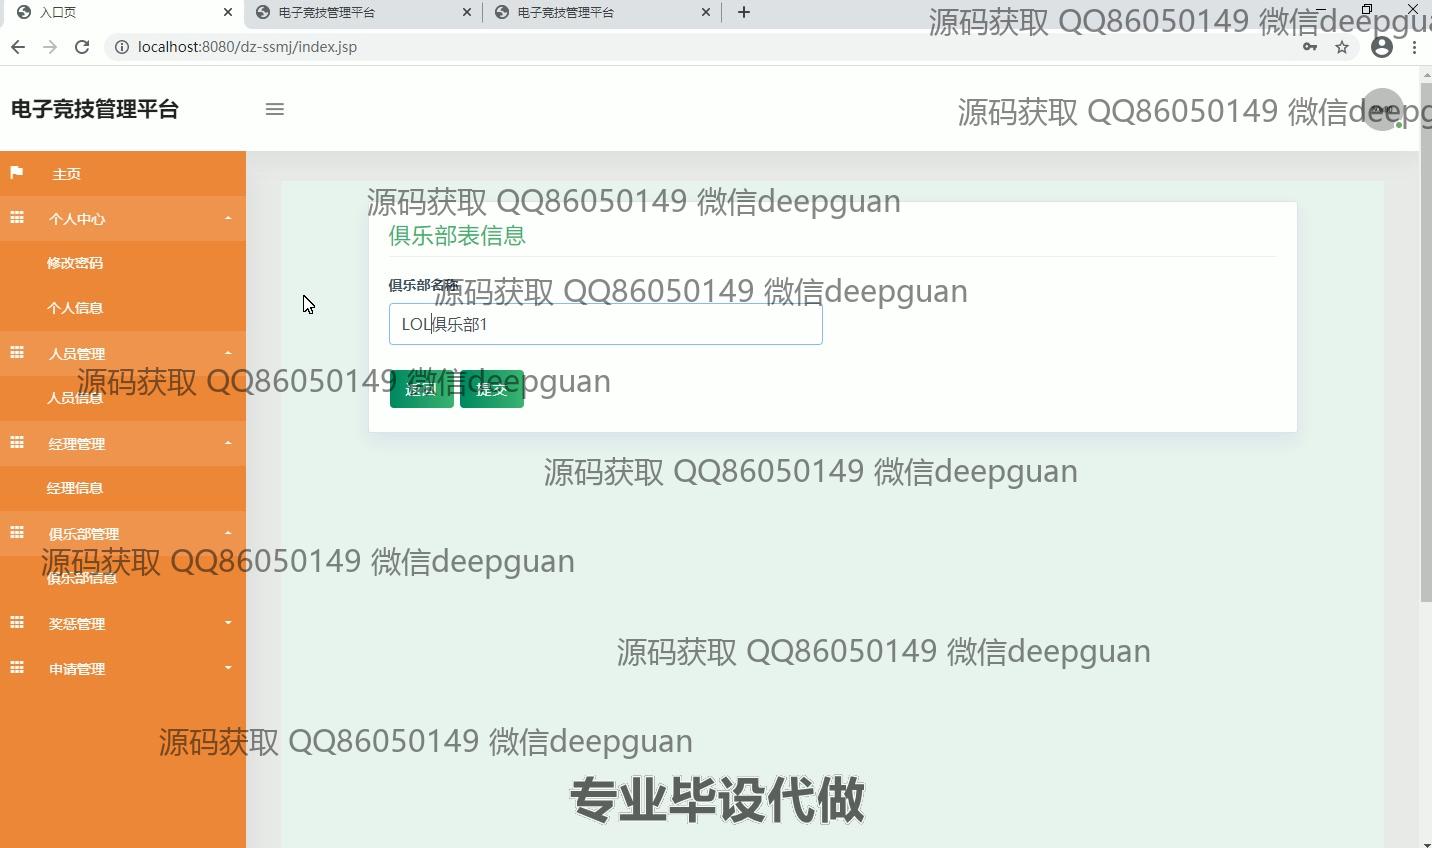 入口页
电子竞技管理平台
电子竞技管理平台
localhost:8080/dz-ssmj/index.jsp
源码获取 QQ86050149 微信deepgua
电子竞技管理平台
源码获取 QQ86050149 微信deepg
主页
个人中心
修改密码
个人信息
人员管理
人员信息
经理管理
经理信息
俱乐部管理
俱乐部信息
奖惩管理
申请管理
源码获取 QQ86050149 微信deepguan
俱乐部表信息
俱乐部名称
源码获取 QQ86050149 微信deepguan
LOL俱乐部1
源码获取 QQ86050149 微信deepguan
返回
提交
源码获取 QQ86050149 微信deepguan
源码获取 QQ86050149 微信deepguan
源码获取 QQ86050149 微信deepguan
源码获取 QQ86050149 微信deepguan
专业毕设代做